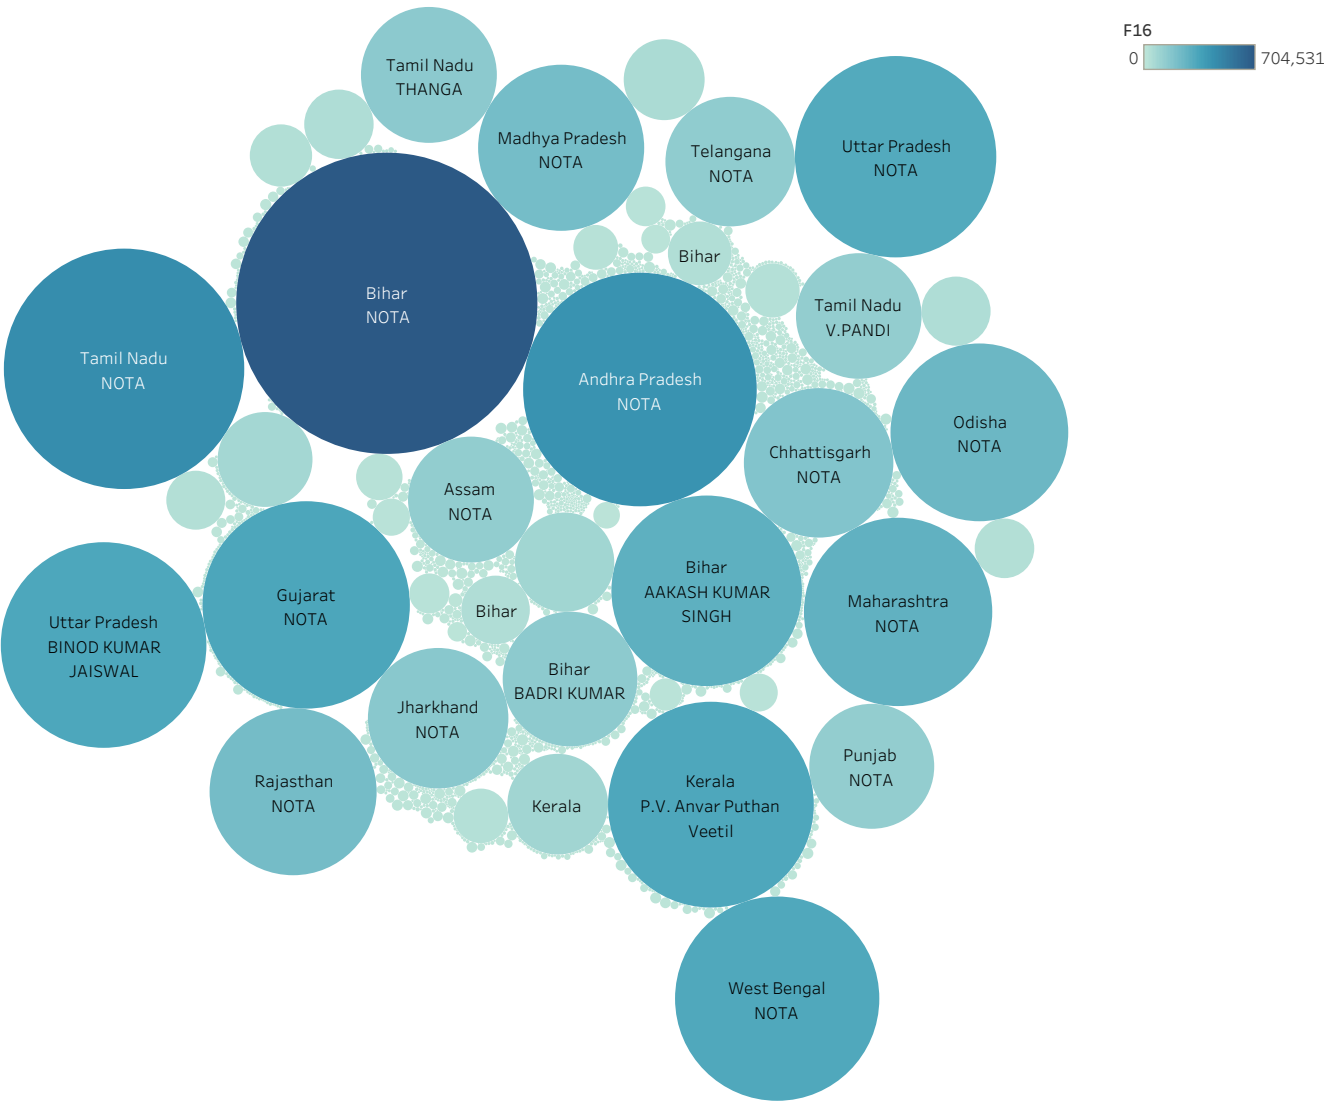 F16
0
704,531
Tamil Nadu
THANGA
Madhya Pradesh
NOTA
Telangana
NOTA
Uttar Pradesh
NOTA
Bihar
Bihar
NOTA
Tamil Nadu
V.PANDI
Tamil Nadu
NOTA
Andhra Pradesh
NOTA
Odisha
NOTA
Chhattisgarh
NOTA
Assam
NOTA
Bihar
AAKASH KUMAR
SINGH
Maharashtra
NOTA
Gujarat
NOTA
Bihar
Uttar Pradesh
BINOD KUMAR
JAISWAL
Bihar
BADRI KUMAR
Jharkhand
NOTA
Punjab
NOTA
Rajasthan
NOTA
Kerala
Kerala
P.V. Anvar Puthan
Veetil
West Bengal
NOTA